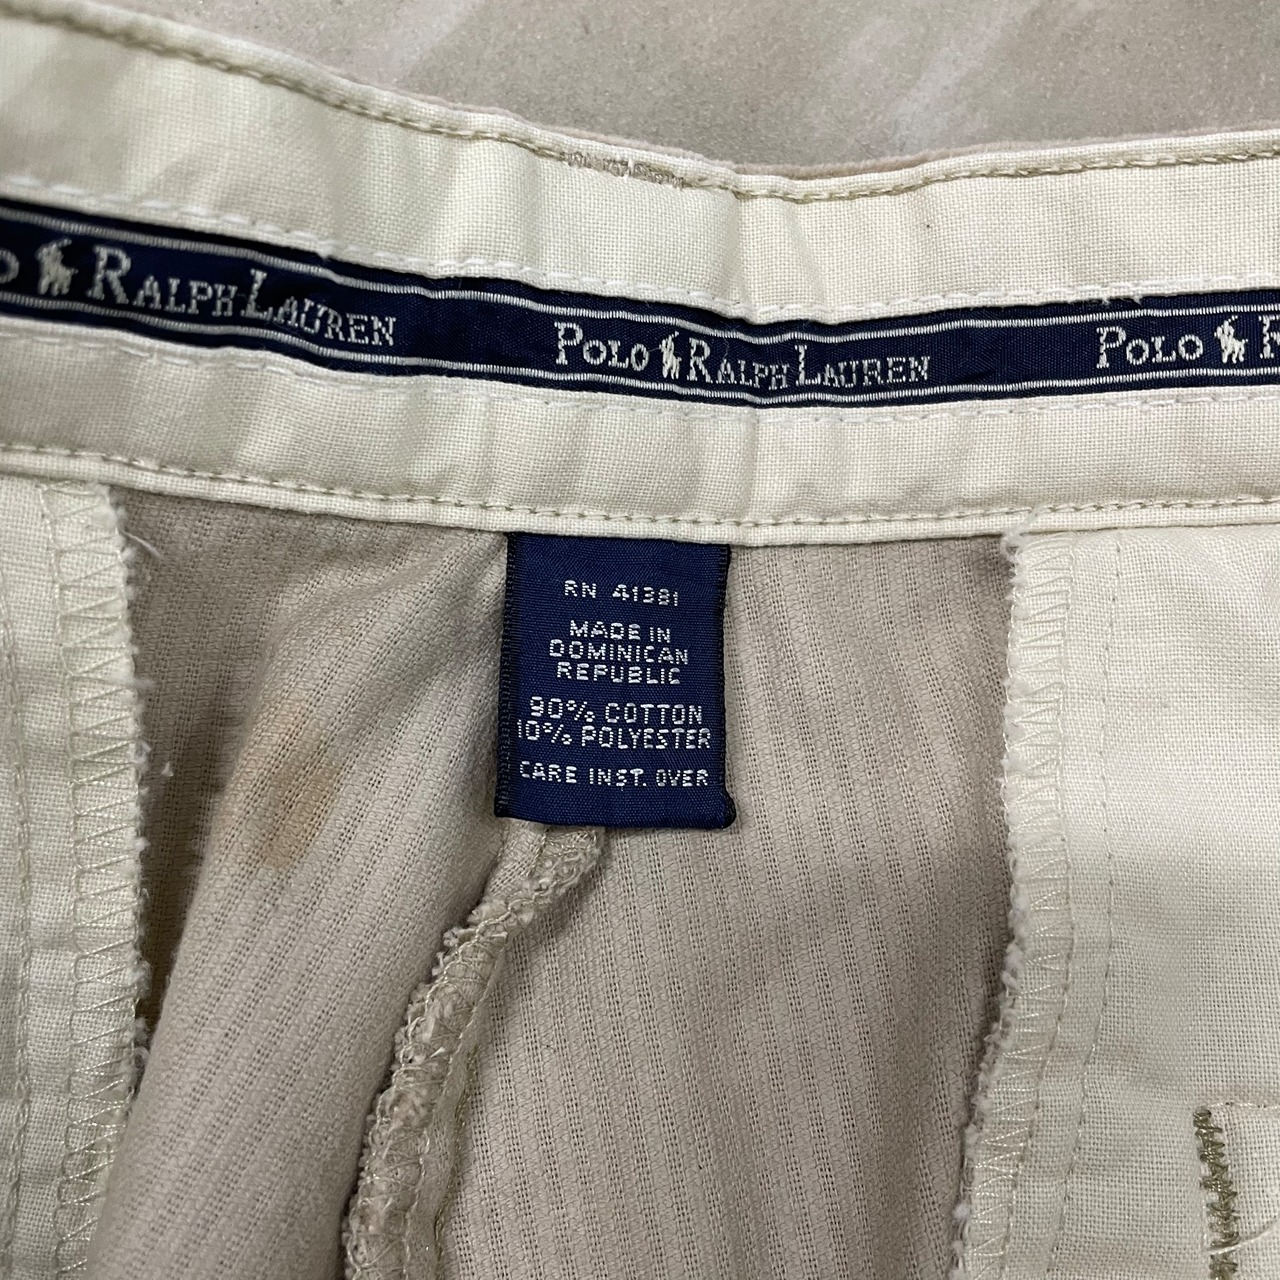 O RALPH LAUREN POLO RALPH LAUREN POLO R
RN 41381
MADE IN
DOMINICAN
REPUBLIC
90% COTTON
10% POLYESTER
CARE INST. OVER